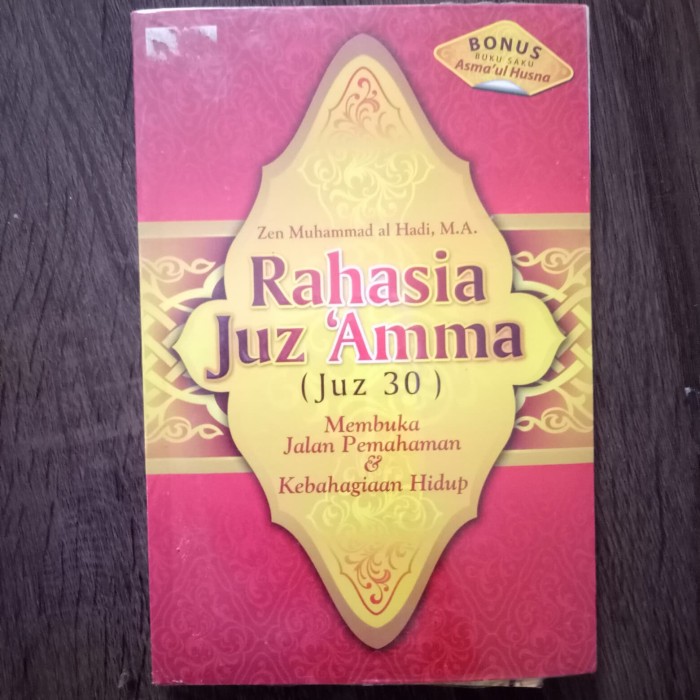 BONUS
BUKU SAKU
Asma'ul Husna
Zen Muhammad al Hadi, M.A.
Rahasia
Juz 'Amma
(Juz 30)
Membuka
Jalan Pemahaman
&
Kebahagiaan Hidup